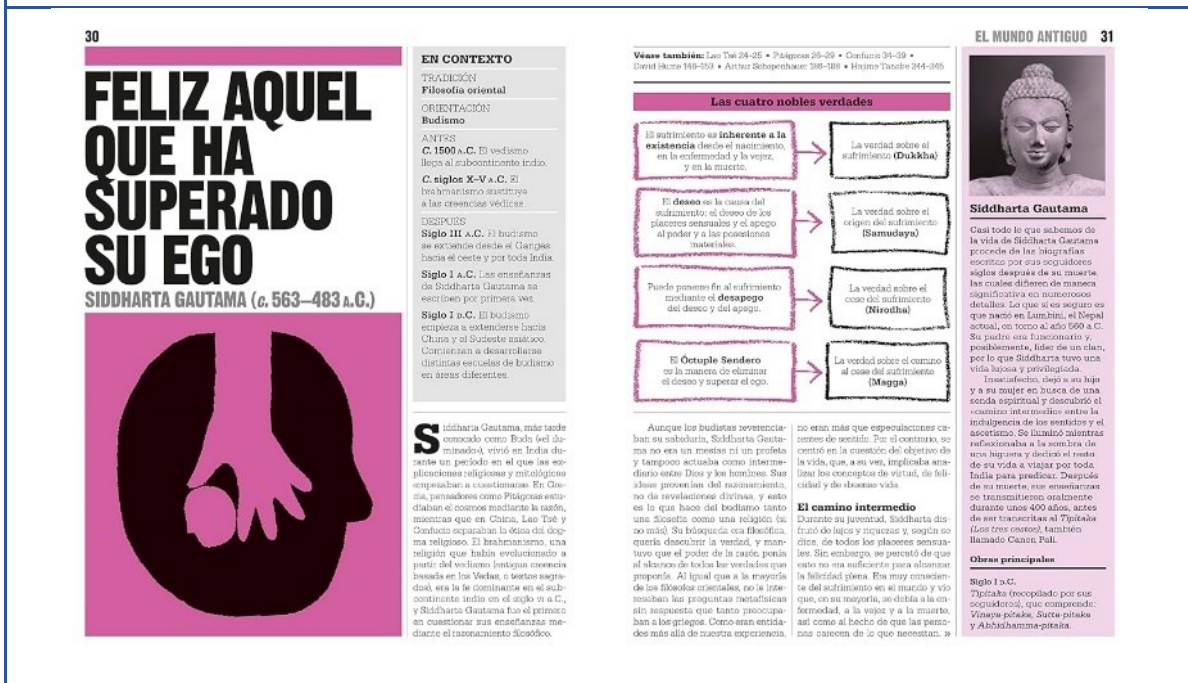 30
FELIZ AQUEL
QUE HA
SUPERADO
SU EGO
SIDDHARTA GAUTAMA (c. 563–483 A.C.)
EN CONTEXTO
TRADICIÓN
Filosofía oriental
ORIENTACIÓN
Budismo
ANTES
C. 1500 A.C. El vedismo
llega al subcontinente indio.
C. siglos X–V A.C. El
brahmanismo sustituye
a las creencias védicas.
DESPUÉS
Siglo III A.C. El budismo
se extiende desde el Ganges
hacia el oeste y por toda India.
Siglo I A.C. Las enseñanzas
de Siddharta Gautama se
escriben por primera vez.
Siglo I D.C. El budismo
empieza a extenderse hacia
China y el Sudeste asiático.
Comienzan a desarrollarse
distintas escuelas de budismo
en áreas diferentes.
Siddharta Gautama, más tarde
conocido como Buda («el ilu-
minado»), vivió en India du-
rante un período en el que las ex-
plicaciones religiosas y mitológicas
empezaban a cuestionarse. En Gre-
cia, pensadores como Pitágoras estu-
diaban el cosmos mediante la razón,
mientras que en China, Lao Tsé y
Confucio separaban la ética del dog-
ma religioso. El brahmanismo, una
religión que había evolucionado a
partir del vedismo (antigua creencia
basada en los Vedas, o textos sagra-
dos), era la fe dominante en el sub-
continente indio en el siglo VI a.C.,
y Siddharta Gautama fue el primero
en cuestionar sus enseñanzas me-
diante el razonamiento filosófico.
EL MUNDO ANTIGUO 31
Véase también: Lao Tsé 24–25 • Pitágoras 26–29 • Confucio 34–39 •
David Hume 148–153 • Arthur Schopenhauer 186–188 • Hajime Tanabe 244–245
Las cuatro nobles verdades
El sufrimiento es inherente a la
existencia desde el nacimiento,
en la enfermedad y la vejez,
y en la muerte.
La verdad sobre el
sufrimiento (Dukkha)
El deseo es la causa del
sufrimiento: el deseo de los
placeres sensuales y el apego
al poder y a las posesiones
materiales.
La verdad sobre el
origen del sufrimiento
(Samudaya)
Puede ponerse fin al sufrimiento
mediante el desapego
del deseo y del apego.
La verdad sobre el
cese del sufrimiento
(Nirodha)
El Óctuple Sendero
es la manera de eliminar
el deseo y superar el ego.
La verdad sobre el camino
al cese del sufrimiento
(Magga)
Aunque los budistas reverencia-
ban su sabiduría, Siddharta Gauta-
ma no era un mesías ni un profeta
y tampoco actuaba como interme-
diario entre Dios y los hombres. Sus
ideas provenían del razonamiento,
no de revelaciones divinas, y esto
es lo que hace del budismo tanto
una filosofía como una religión (si
no más). Su búsqueda era filosófica,
quería descubrir la verdad, y man-
tuvo que el poder de la razón ponía
al alcance de todos las verdades que
proponía. Al igual que a la mayoría
de los filósofos orientales, no le inte-
resaban las preguntas metafísicas
sin respuesta que tanto preocupa-
ban a los griegos. Como eran entida-
des más allá de nuestra experiencia,
no eran más que especulaciones ca-
rentes de sentido. Por el contrario, se
centró en la cuestión del objetivo de
la vida, que, a su vez, implicaba ana-
lizar los conceptos de virtud, de feli-
cidad y de «buena» vida.
El camino intermedio
Durante su juventud, Siddharta dis-
frutó de lujos y riquezas y, según se
dice, de todos los placeres sensua-
les. Sin embargo, se percató de que
esto no era suficiente para alcanzar
la felicidad plena. Era muy conscien-
te del sufrimiento en el mundo y vio
que, en su mayoría, se debía a la en-
fermedad, a la vejez y a la muerte,
así como al hecho de que las perso-
nas carecen de lo que necesitan. »
Siddharta Gautama
Casi todo lo que sabemos de
la vida de Siddharta Gautama
procede de las biografías
escritas por sus seguidores
siglos después de su muerte,
las cuales difieren de manera
significativa en numerosos
detalles. Lo que sí es seguro es
que nació en Lumbini, el Nepal
actual, en torno al año 560 a.C.
Su padre era funcionario y,
posiblemente, líder de un clan,
por lo que Siddharta tuvo una
vida lujosa y privilegiada.
Insatisfecho, dejó a su hijo
y a su mujer en busca de una
senda espiritual y descubrió el
«camino intermedio» entre la
indulgencia de los sentidos y el
ascetismo. Se iluminó mientras
reflexionaba a la sombra de
una higuera y dedicó el resto
de su vida a viajar por toda
India para predicar. Después
de su muerte, sus enseñanzas
se transmitieron oralmente
durante unos 400 años, antes
de ser transcritas al Tipitaka
(Los tres cestos), también
llamado Canon Pali.
Obras principales
Siglo I D.C.
Tipitaka (recopilado por sus
seguidores), que comprende:
Vinaya-pitaka, Sutta-pitaka
y Abhidhamma-pitaka.